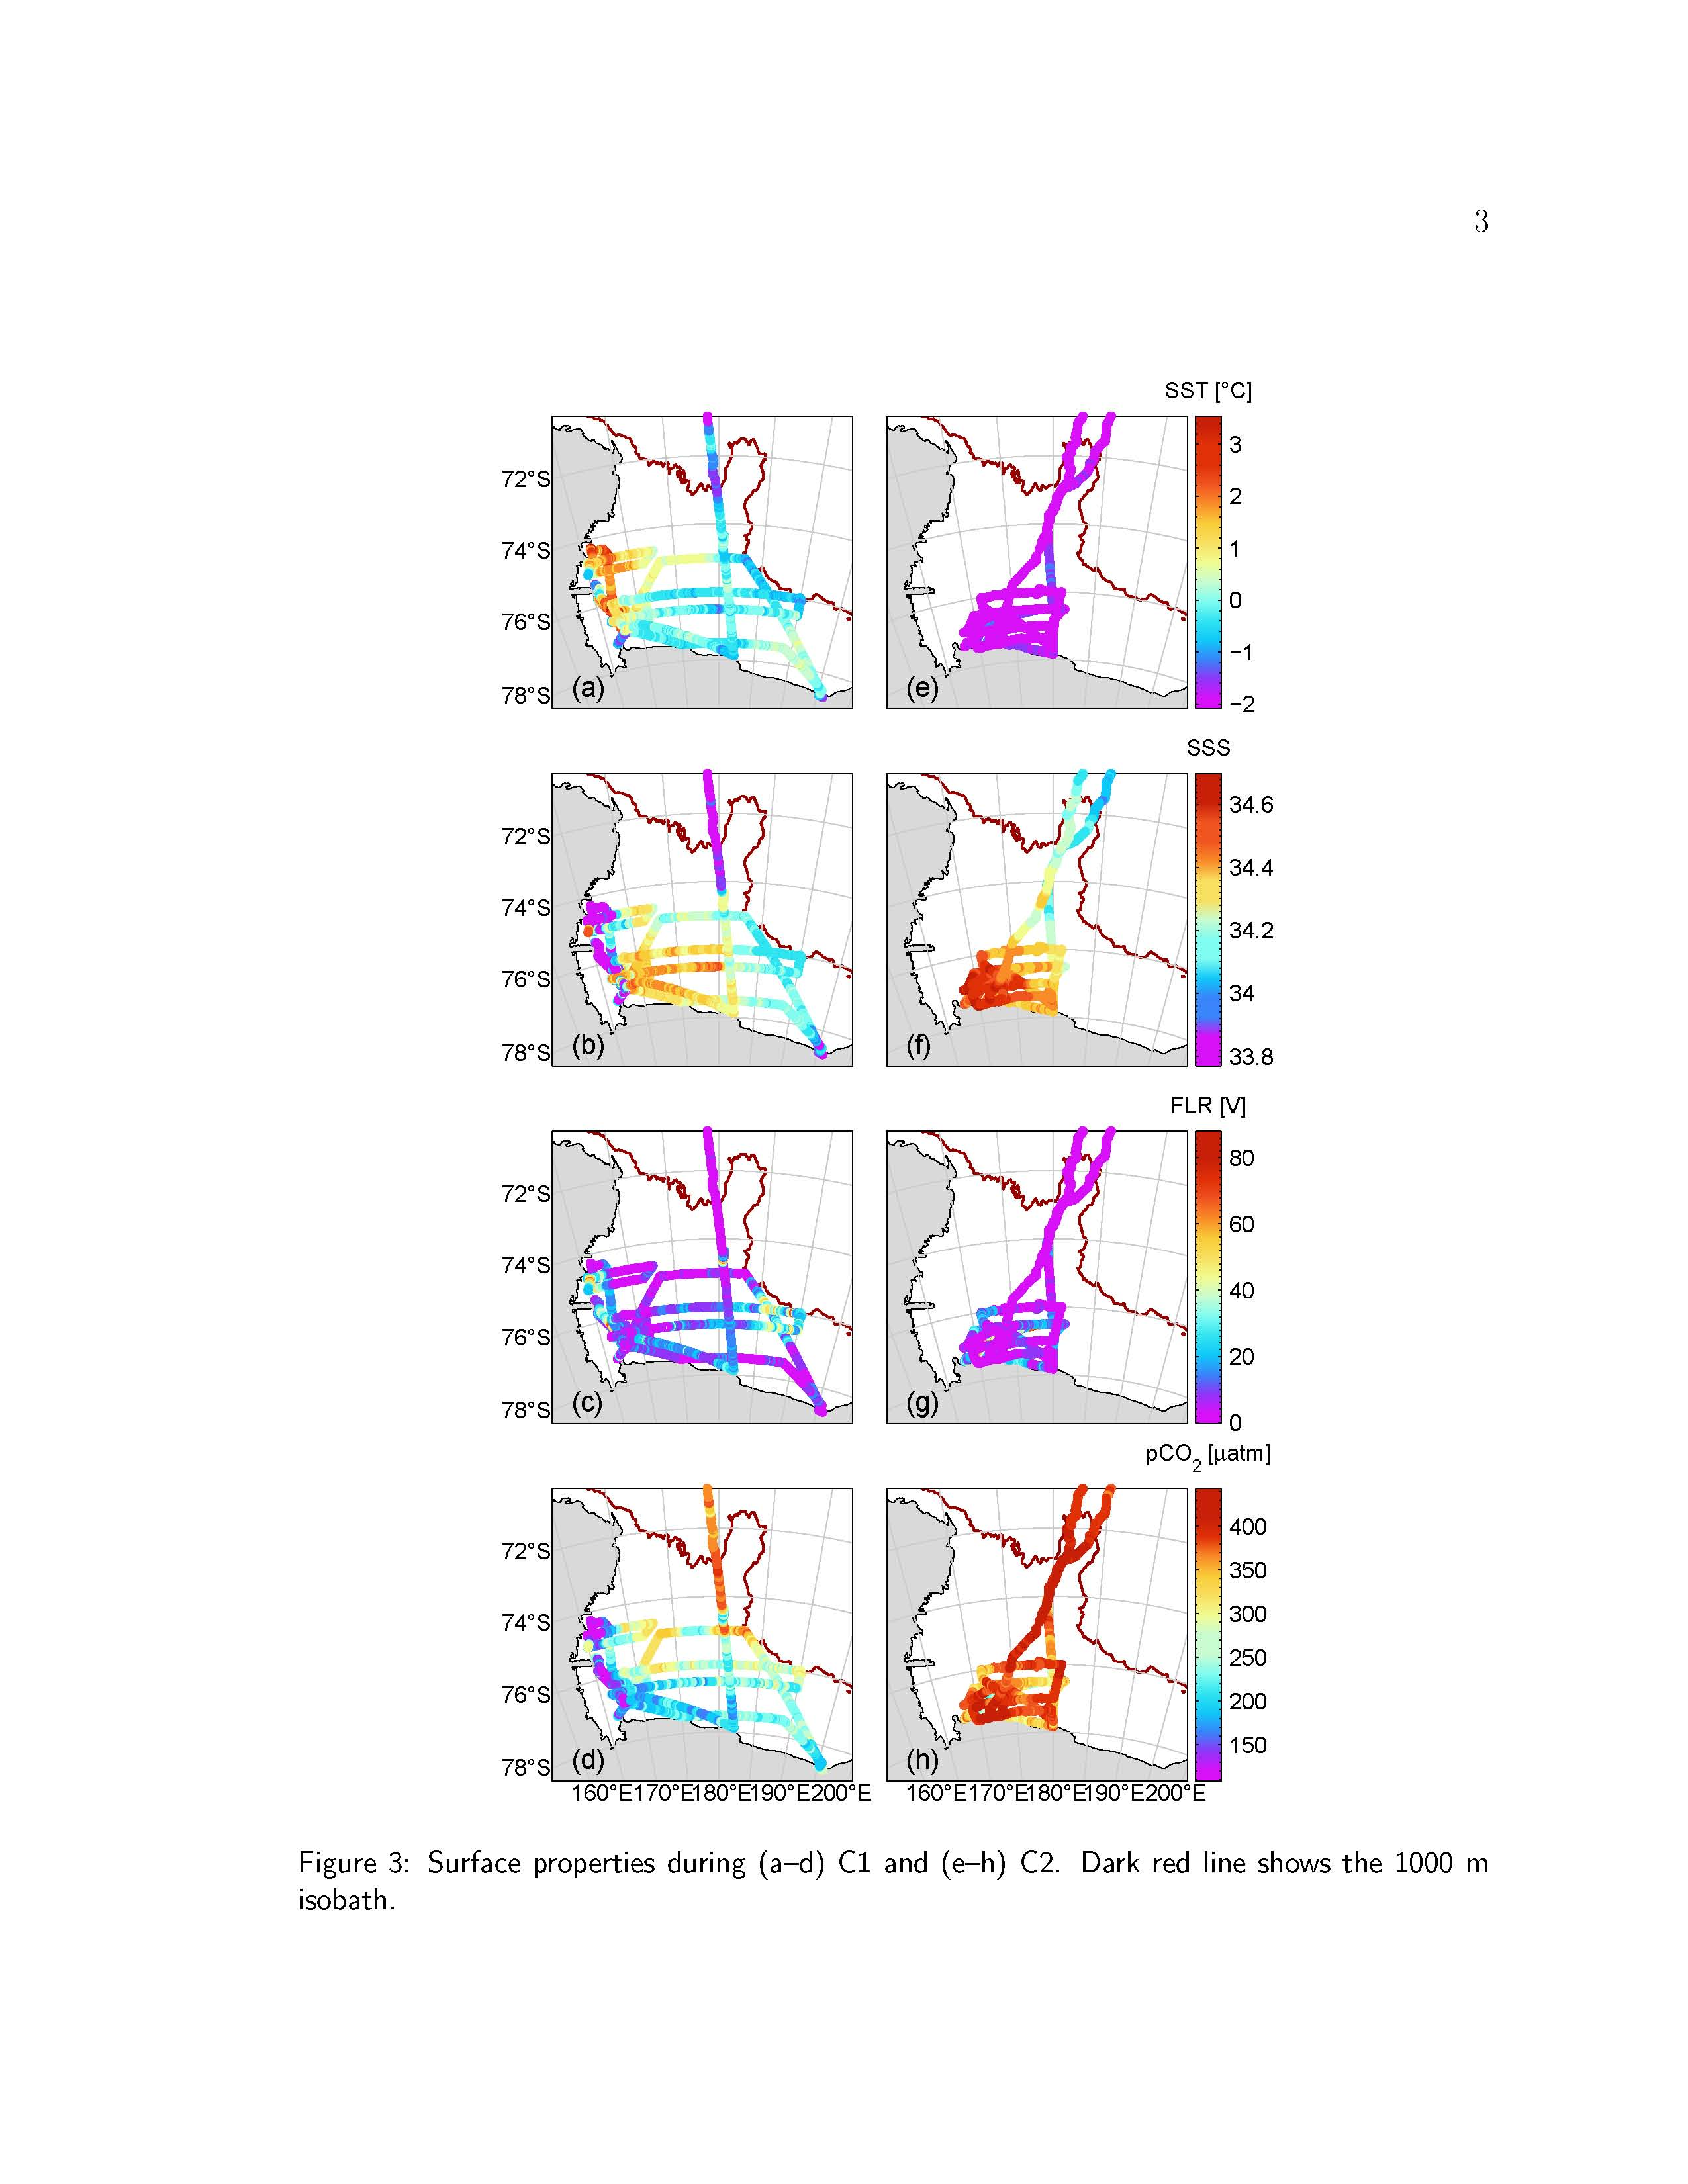 3
SST [°C]
72°S
74°S
76°S
78°S
(a)
(e)
3
2
1
0
−1
−2
SSS
72°S
74°S
76°S
78°S
(b)
(f)
34.6
34.4
34.2
34
33.8
FLR [V]
72°S
74°S
76°S
78°S
(c)
(g)
80
60
40
20
0
pCO₂ [µatm]
72°S
74°S
76°S
78°S
(d)
(h)
400
350
300
250
200
150
160°E170°E180°E190°E200°E
160°E170°E180°E190°E200°E
Figure 3: Surface properties during (a–d) C1 and (e–h) C2. Dark red line shows the 1000 m
isobath.